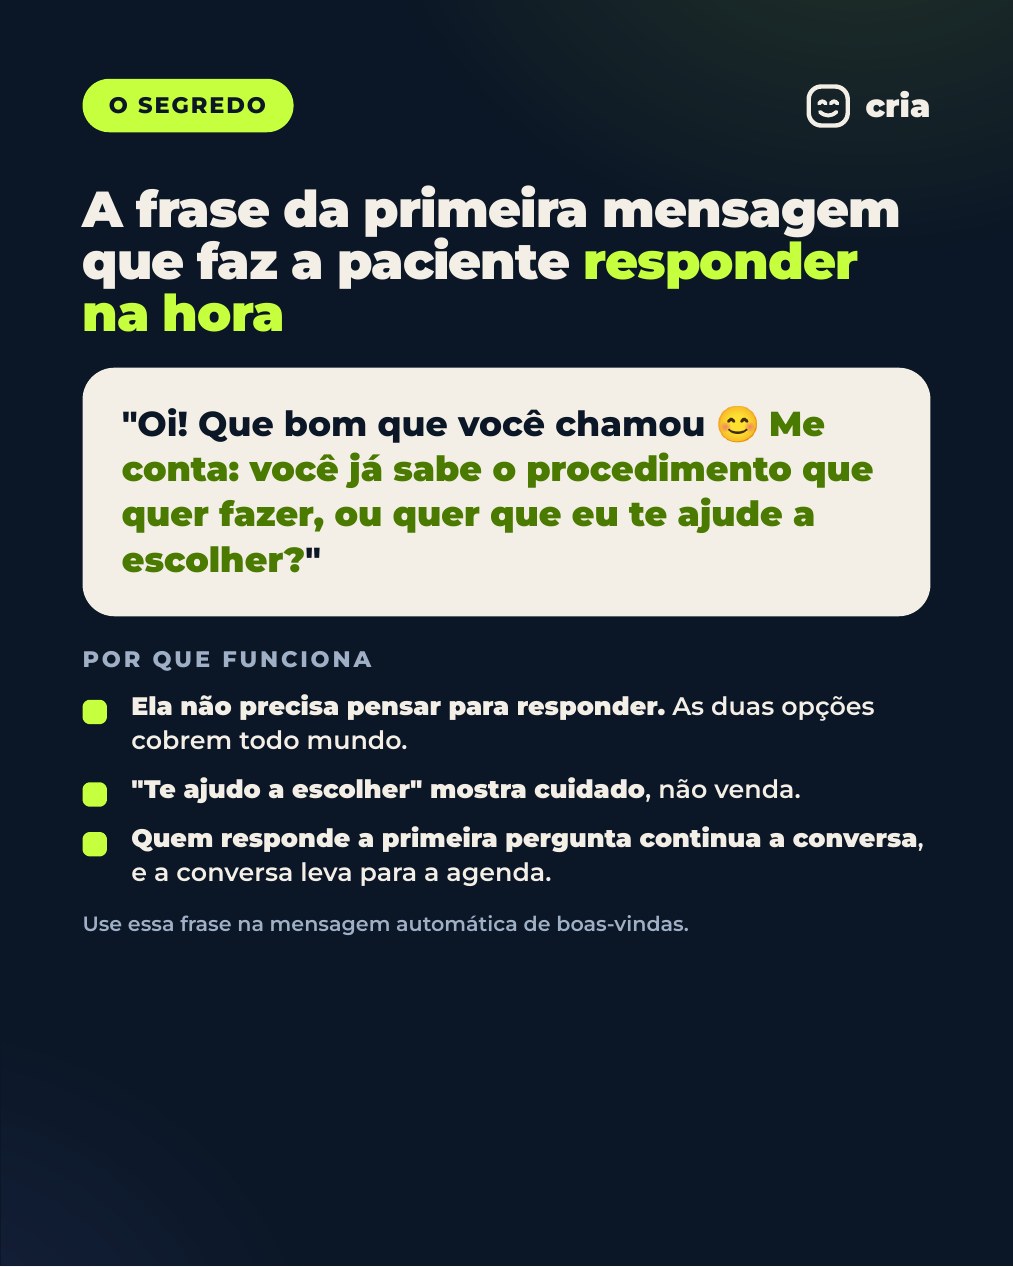 O SEGREDO
cria
A frase da primeira mensagem
que faz a paciente responder
na hora
"Oi! Que bom que você chamou 😊 Me
conta: você já sabe o procedimento que
quer fazer, ou quer que eu te ajude a
escolher?"
POR QUE FUNCIONA
Ela não precisa pensar para responder. As duas opções
cobrem todo mundo.
"Te ajudo a escolher" mostra cuidado, não venda.
Quem responde a primeira pergunta continua a conversa,
e a conversa leva para a agenda.
Use essa frase na mensagem automática de boas-vindas.